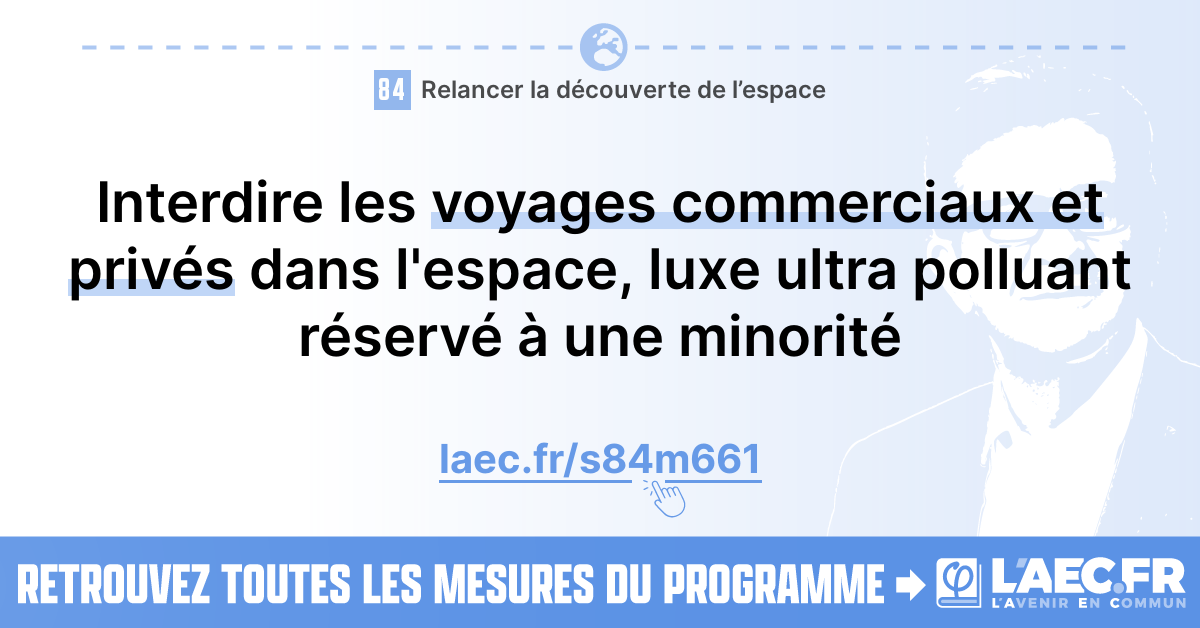 84 Relancer la découverte de l’espace
Interdire les voyages commerciaux et
privés dans l'espace, luxe ultra polluant
réservé à une minorité
laec.fr/s84m661
RETROUVEZ TOUTES LES MESURES DU PROGRAMME
L'AEC.FR
L'AVENIR EN COMMUN